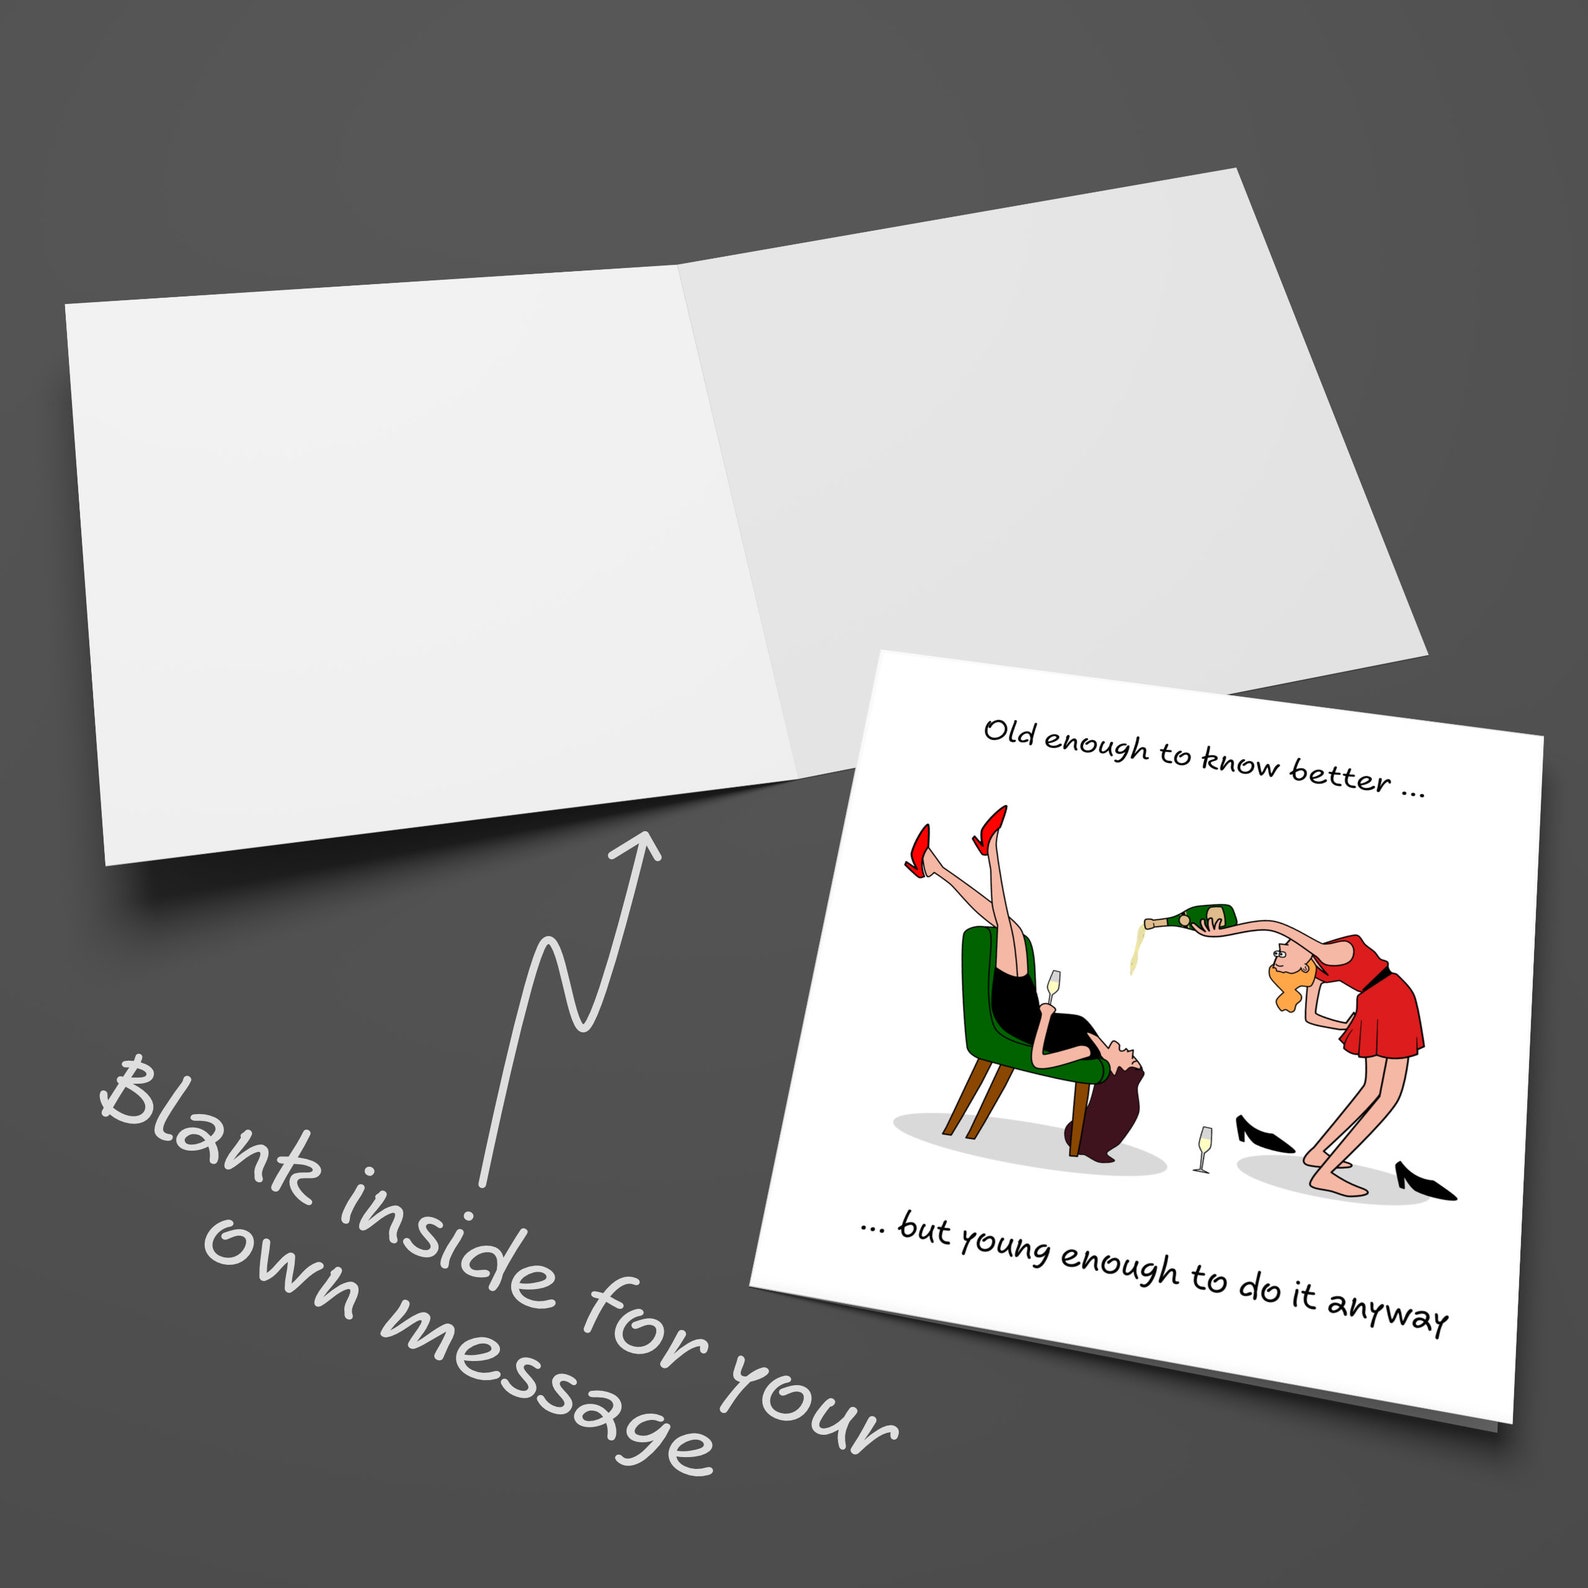 Old enough to know better ...
... but young enough to do it anyway
Blank inside for your
own message